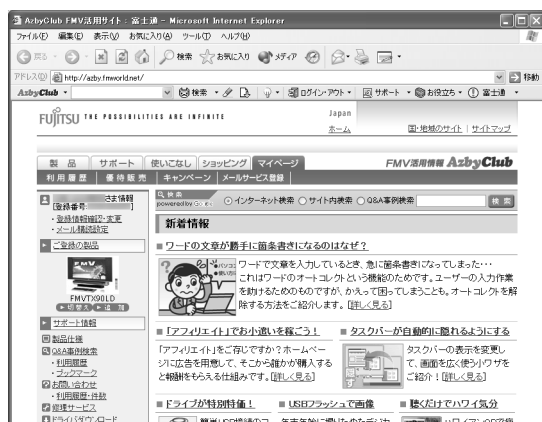 AzbyClub FMV活用サイト : 富士通 - Microsoft Internet Explorer
ファイル(F) 編集(E) 表示(V) お気に入り(A) ツール(T) ヘルプ(H)
戻る 検索 お気に入り メディア
アドレス(D) http://azby.fmworld.net/ 移動
Azby Club 検索 ログイン・アウト サポート お役立ち 富士通
FUJITSU THE POSSIBILITIES ARE INFINITE
Japan
ホーム 国・地域のサイト | サイトマップ
製品 サポート 使いこなし ショッピング マイページ
FMV活用情報 AzbyClub
利用履歴 優待販売 キャンペーン メールサービス登録
さま情報
[登録番号: ]
・登録情報確認・変更
・メール購読設定
ご登録の製品
FMVTX90LD
切替え 追加
サポート情報
製品仕様
Q&A事例検索
・利用履歴
・ブックマーク
お問い合わせ
・利用履歴・件数
修理サービス
ドライバダウンロード
検索
powered by
インターネット検索 サイト内検索 Q&A事例検索 検索
新着情報
ワードの文章が勝手に箇条書きになるのはなぜ?
ワードで文章を入力しているとき、急に箇条書きになってしまった・・・
これはワードのオートコレクトという機能のためです。ユーザーの入力作業
を助けるためのものですが、かえって困ってしまうことも。オートコレクトを解
除する方法をご紹介します。[詳しく見る]
「アフィリエイト」でお小遣いを稼ごう!
「アフィリエイト」をご存じですか?ホームペー
ジに広告を用意して、そこから誰かが購入する
と報酬をもらえる仕組みです。[詳しく見る]
タスクバーが自動的に隠れるようにする
タスクバーの表示を変更し
て、画面を広く使う小ワザを
ご紹介![詳しく見る]
ドライブが特別特価!
USBフラッシュで画像
聴くだけでハワイ気分